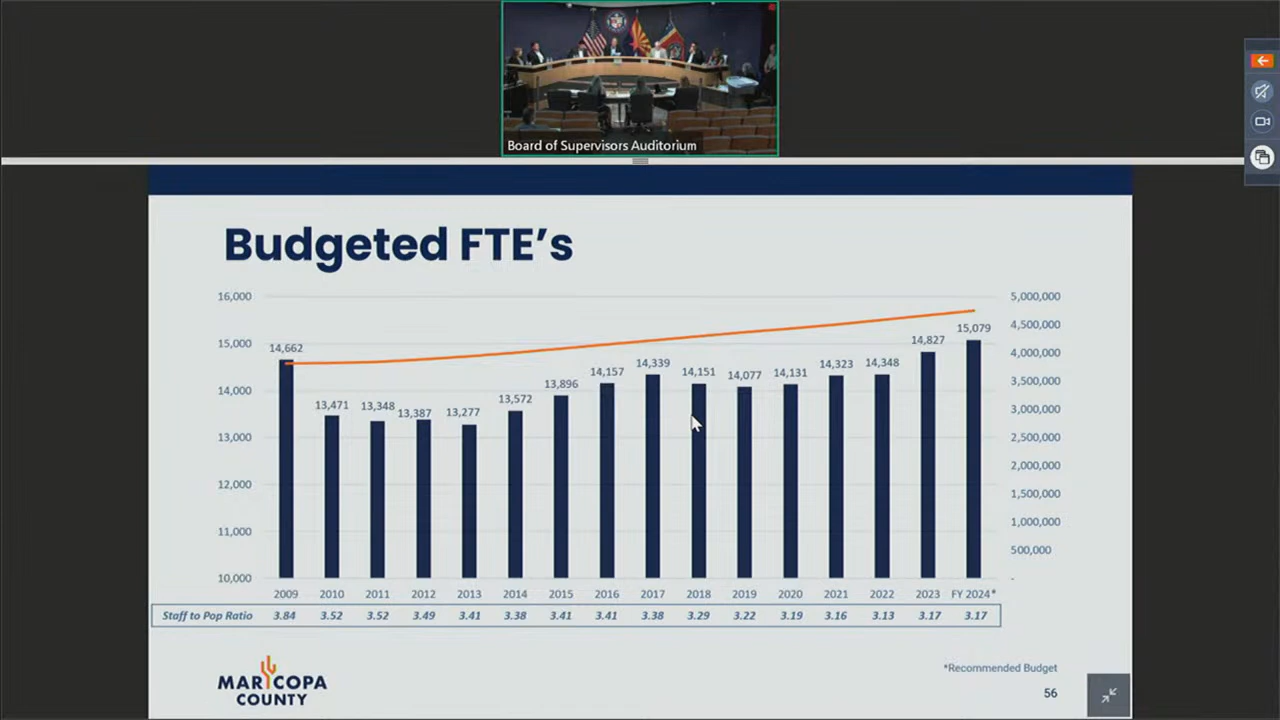 Board of Supervisors Auditorium
Budgeted FTE's
16,000
15,000
14,000
13,000
12,000
11,000
10,000
5,000,000
4,500,000
4,000,000
3,500,000
3,000,000
2,500,000
2,000,000
1,500,000
1,000,000
500,000
-
14,662 13,471 13,348 13,387 13,277 13,572 13,896 14,157 14,339 14,151 14,077 14,131 14,323 14,348 14,827 15,079
2009 2010 2011 2012 2013 2014 2015 2016 2017 2018 2019 2020 2021 2022 2023 FY 2024*
Staff to Pop Ratio 3.84 3.52 3.52 3.49 3.41 3.38 3.41 3.41 3.38 3.29 3.22 3.19 3.16 3.13 3.17 3.17
*Recommended Budget
MARICOPA
COUNTY
56